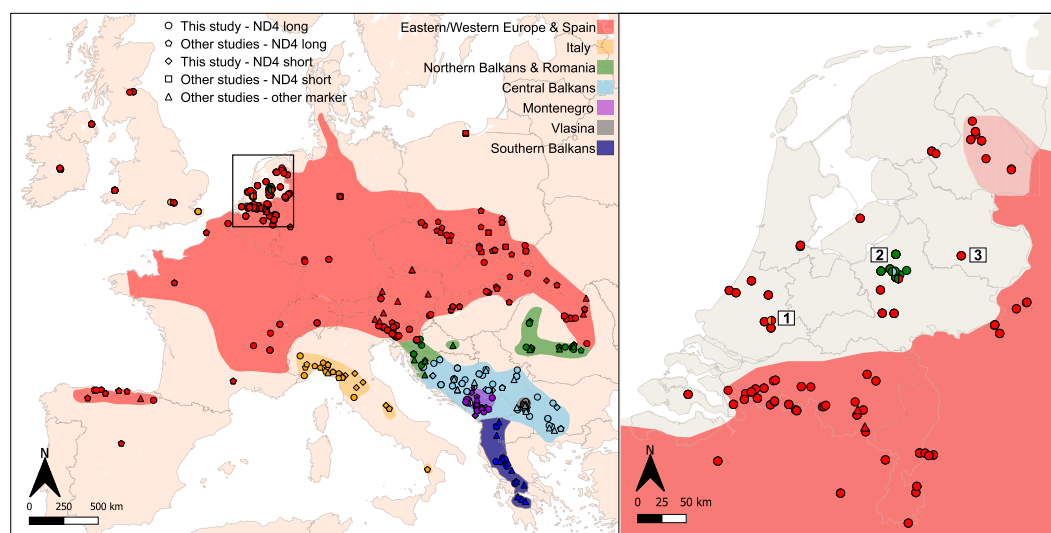 This study - ND4 long
Other studies - ND4 long
This study - ND4 short
Other studies - ND4 short
Other studies - other marker
Eastern/Western Europe & Spain
Italy
Northern Balkans & Romania
Central Balkans
Montenegro
Vlasina
Southern Balkans
N
0 250 500 km
2
3
1
N
0 25 50 km